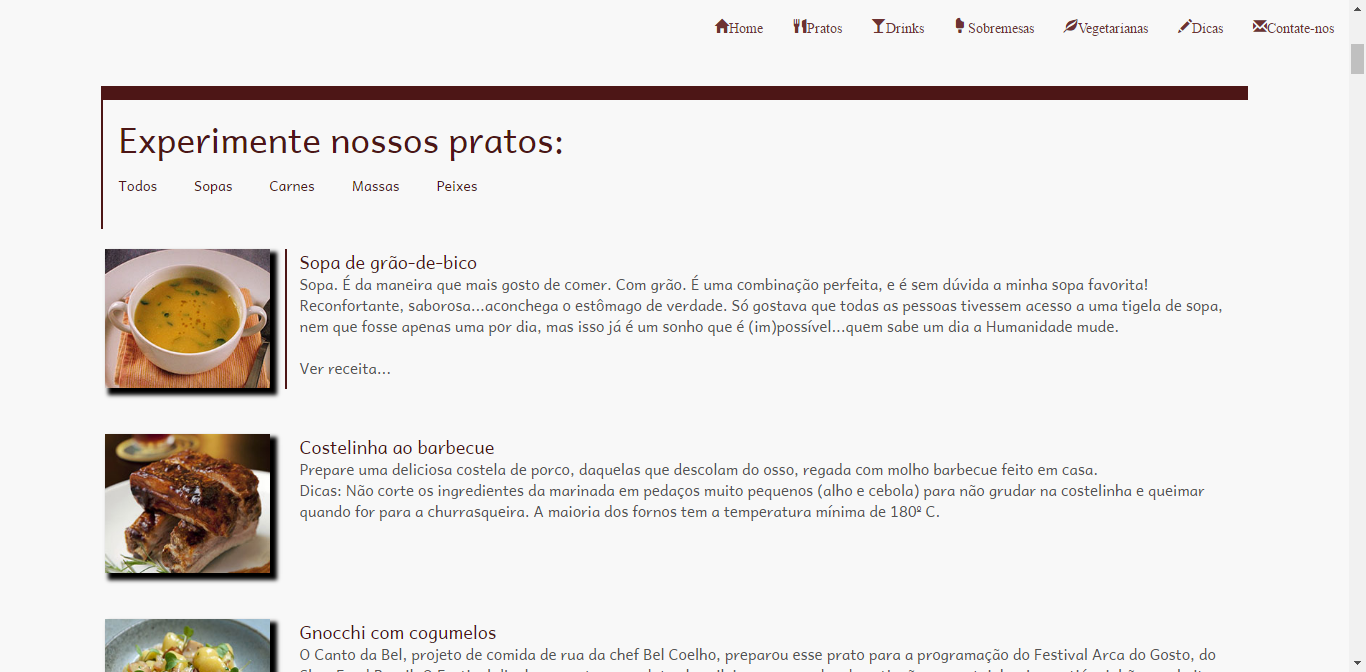 Home Pratos Drinks Sobremesas Vegetarianas Dicas Contate-nos
Experimente nossos pratos:
Todos Sopas Carnes Massas Peixes
Sopa de grão-de-bico
Sopa. É da maneira que mais gosto de comer. Com grão. É uma combinação perfeita, e é sem dúvida a minha sopa favorita!
Reconfortante, saborosa...aconchega o estômago de verdade. Só gostava que todas as pessoas tivessem acesso a uma tigela de sopa,
nem que fosse apenas uma por dia, mas isso já é um sonho que é (im)possível...quem sabe um dia a Humanidade mude.
Ver receita...
Costelinha ao barbecue
Prepare uma deliciosa costela de porco, daquelas que descolam do osso, regada com molho barbecue feito em casa.
Dicas: Não corte os ingredientes da marinada em pedaços muito pequenos (alho e cebola) para não grudar na costelinha e queimar
quando for para a churrasqueira. A maioria dos fornos tem a temperatura mínima de 180º C.
Gnocchi com cogumelos
O Canto da Bel, projeto de comida de rua da chef Bel Coelho, preparou esse prato para a programação do Festival Arca do Gosto, do